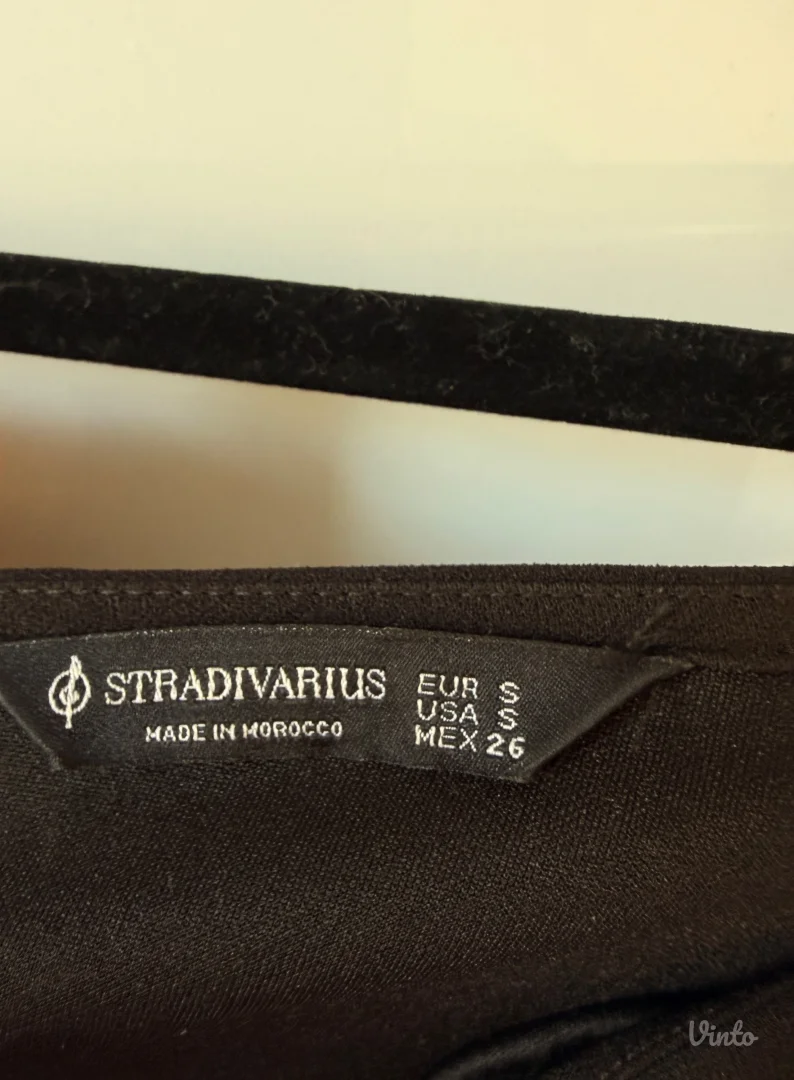 STRADIVARIUS
MADE IN MOROCCO
EUR S
USA S
MEX 26
Vinto